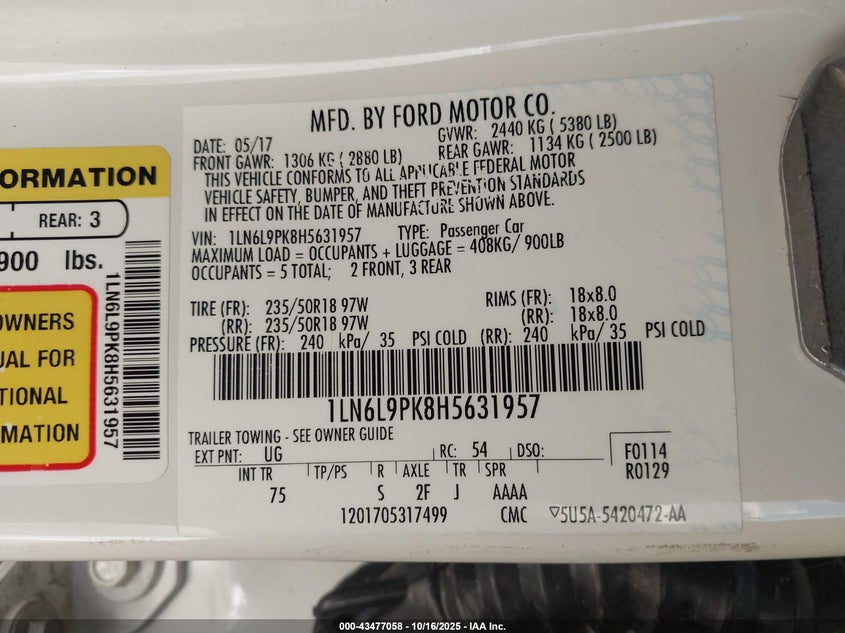 MFD. BY FORD MOTOR CO.
DATE: 05/17 GVWR: 2440 KG ( 5380 LB)
FRONT GAWR: 1306 KG ( 2880 LB) REAR GAWR: 1134 KG ( 2500 LB)
THIS VEHICLE CONFORMS TO ALL APPLICABLE FEDERAL MOTOR
VEHICLE SAFETY, BUMPER, AND THEFT PREVENTION STANDARDS
IN EFFECT ON THE DATE OF MANUFACTURE SHOWN ABOVE.
VIN: 1LN6L9PK8H5631957 TYPE: Passenger Car
MAXIMUM LOAD = OCCUPANTS + LUGGAGE = 408KG/ 900LB
OCCUPANTS = 5 TOTAL; 2 FRONT, 3 REAR
TIRE (FR): 235/50R18 97W RIMS (FR): 18x8.0
(RR): 235/50R18 97W (RR): 18x8.0
PRESSURE (FR): 240 kPa/ 35 PSI COLD (RR): 240 kPa/ 35 PSI COLD
1LN6L9PK8H5631957
TRAILER TOWING - SEE OWNER GUIDE
EXT PNT: UG RC: 54 DSO:
F0114
R0129
INT TR TP/PS R AXLE TR SPR
75 S 2F J AAAA
1201705317499 CMC ▽5U5A-5420472-AA
ORMATION
REAR: 3
900 lbs.
OWNERS
UAL FOR
TIONAL
MATION
1LN6L9PK8H5631957
000-43477058 - 10/16/2025 - IAA Inc.